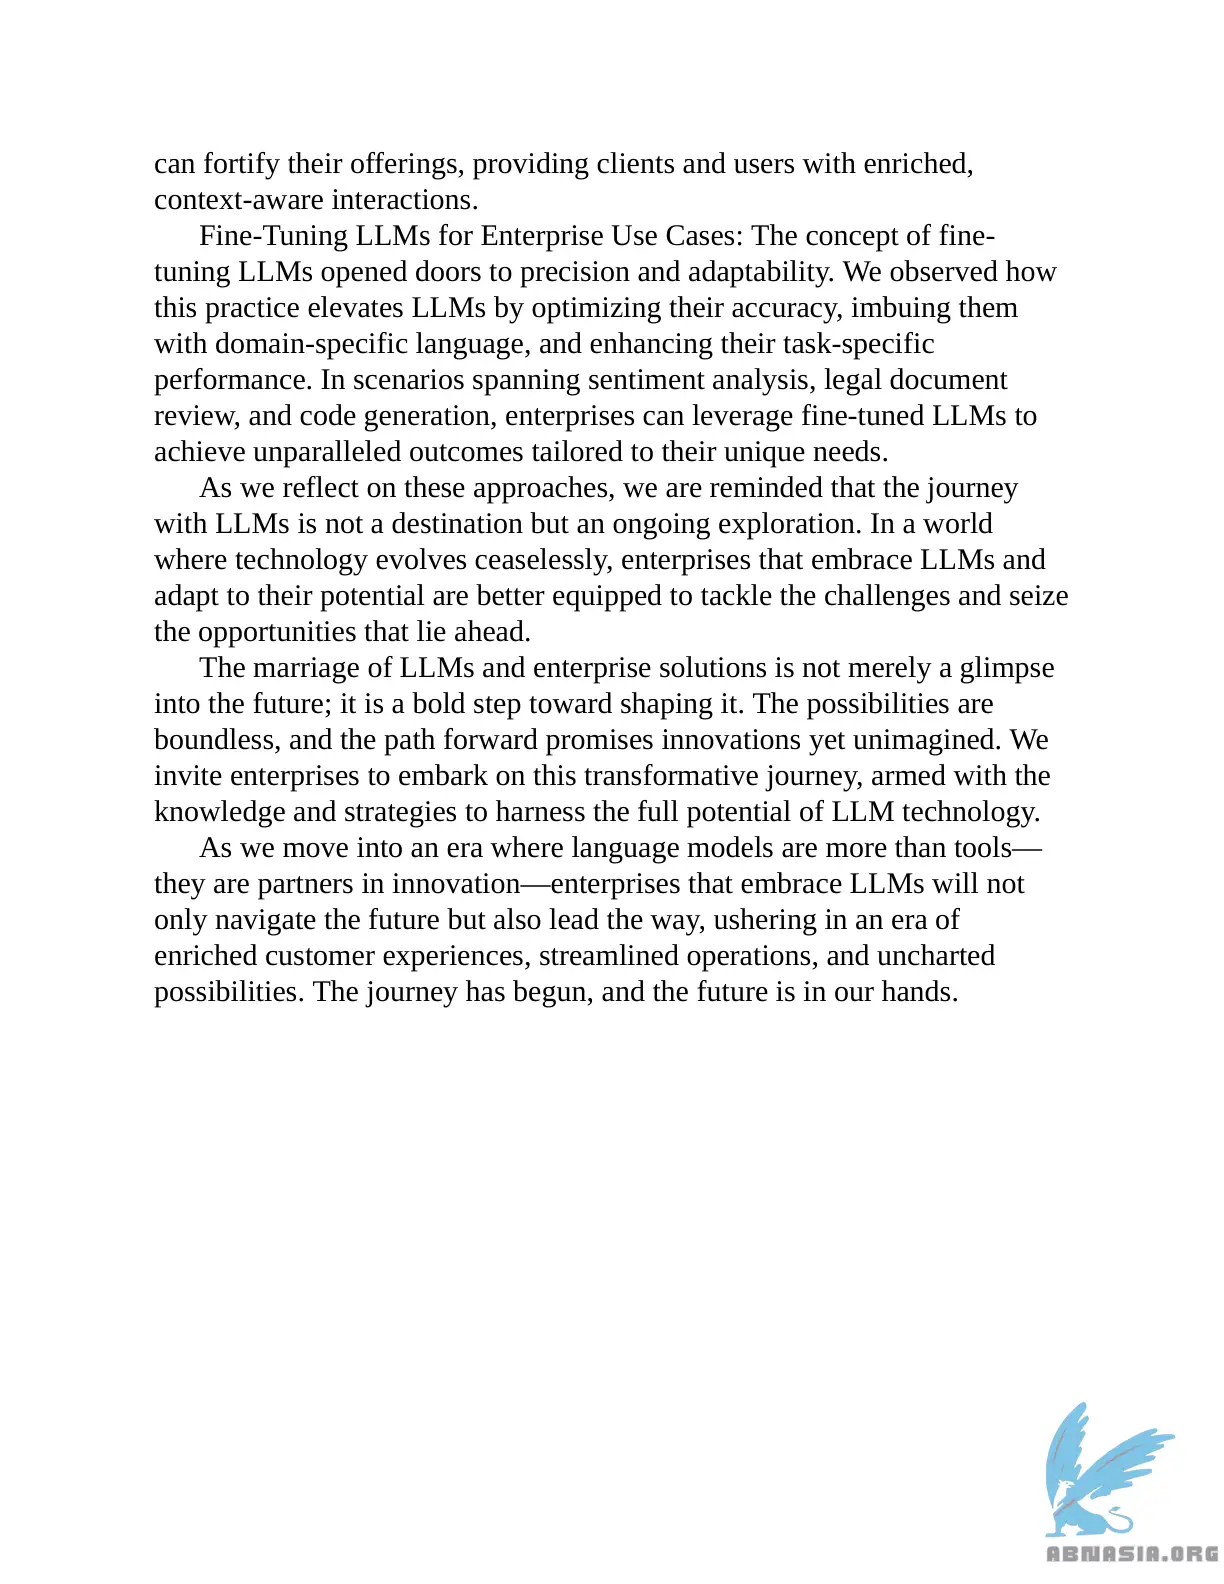 can fortify their offerings, providing clients and users with enriched,
context-aware interactions.
Fine-Tuning LLMs for Enterprise Use Cases: The concept of fine-
tuning LLMs opened doors to precision and adaptability. We observed how
this practice elevates LLMs by optimizing their accuracy, imbuing them
with domain-specific language, and enhancing their task-specific
performance. In scenarios spanning sentiment analysis, legal document
review, and code generation, enterprises can leverage fine-tuned LLMs to
achieve unparalleled outcomes tailored to their unique needs.
As we reflect on these approaches, we are reminded that the journey
with LLMs is not a destination but an ongoing exploration. In a world
where technology evolves ceaselessly, enterprises that embrace LLMs and
adapt to their potential are better equipped to tackle the challenges and seize
the opportunities that lie ahead.
The marriage of LLMs and enterprise solutions is not merely a glimpse
into the future; it is a bold step toward shaping it. The possibilities are
boundless, and the path forward promises innovations yet unimagined. We
invite enterprises to embark on this transformative journey, armed with the
knowledge and strategies to harness the full potential of LLM technology.
As we move into an era where language models are more than tools—
they are partners in innovation—enterprises that embrace LLMs will not
only navigate the future but also lead the way, ushering in an era of
enriched customer experiences, streamlined operations, and uncharted
possibilities. The journey has begun, and the future is in our hands.
ABNASIA.ORG